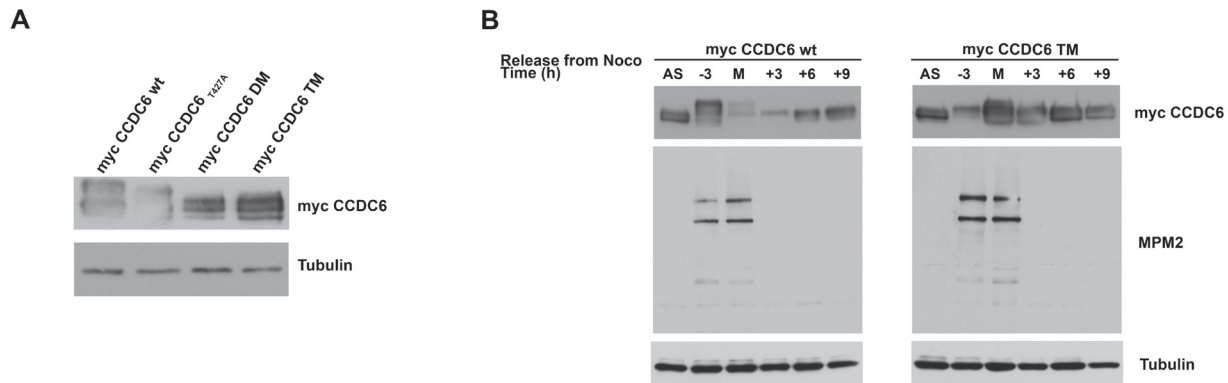 A
myc CCDC6 wt
myc CCDC6 T427A
myc CCDC6 DM
myc CCDC6 TM
myc CCDC6
Tubulin
B
Release from Noco
Time (h)
myc CCDC6 wt
AS -3 M +3 +6 +9
myc CCDC6 TM
AS -3 M +3 +6 +9
myc CCDC6
MPM2
Tubulin